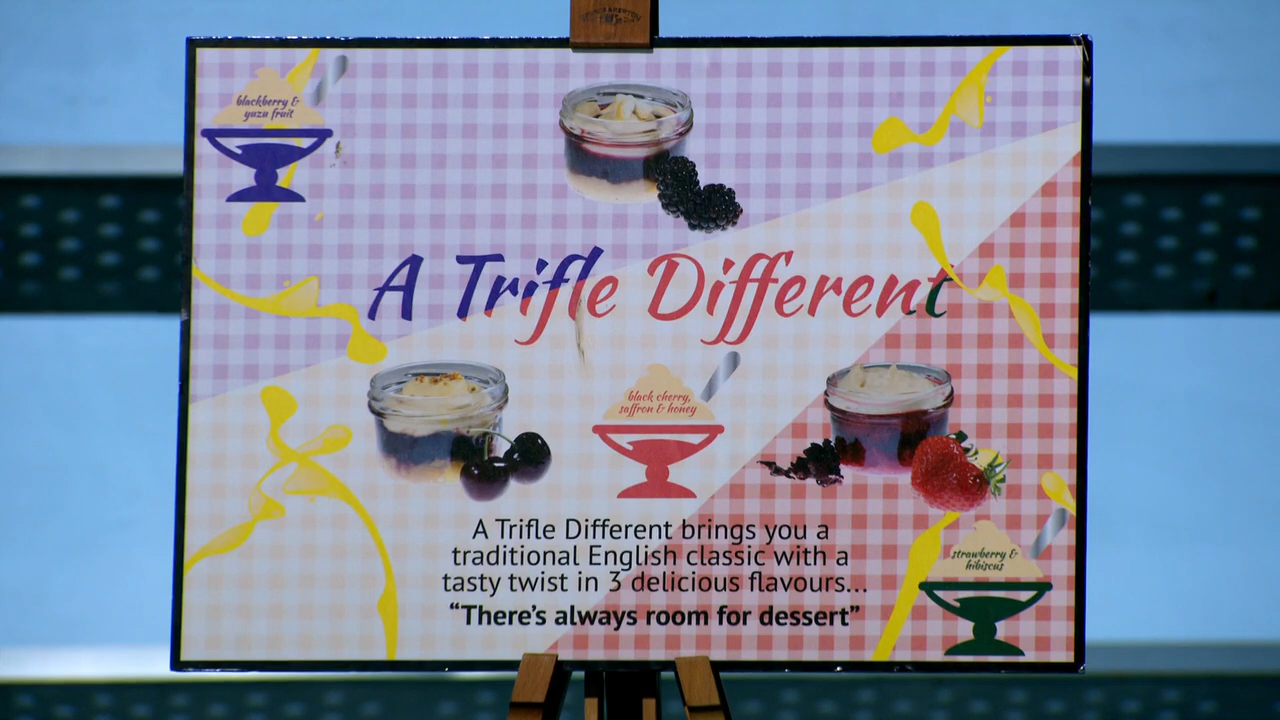 blackberry &
yuzu fruit
A Trifle Different
black cherry,
saffron & honey
strawberry &
hibiscus
A Trifle Different brings you a
traditional English classic with a
tasty twist in 3 delicious flavours...
“There's always room for dessert”